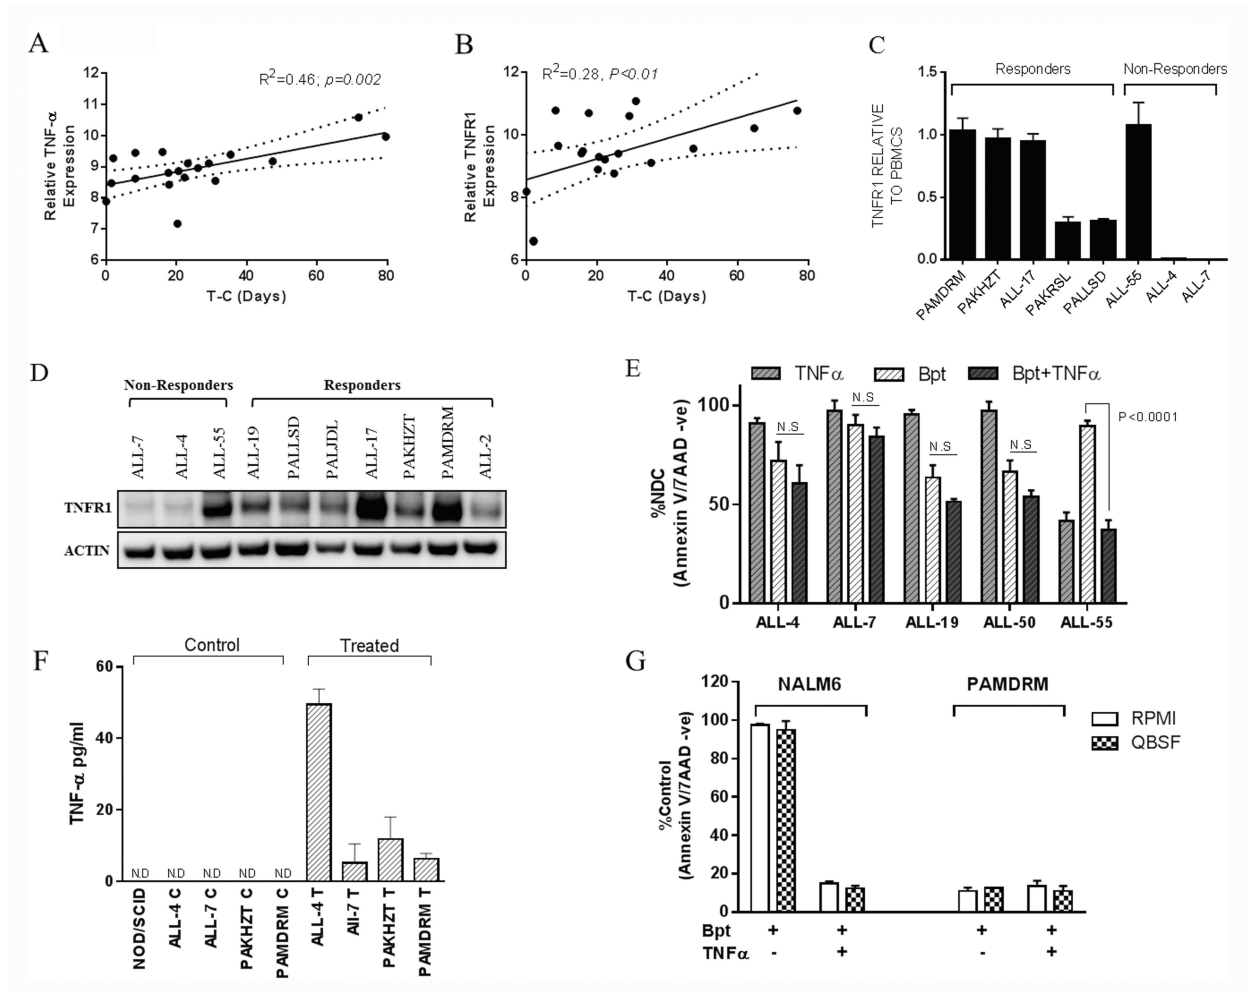 A
R2=0.46; p=0.002
Relative TNF-α
Expression
12
11
10
9
8
7
6
0
20
40
60
80
T-C (Days)
B
R2=0.28, P<0.01
Relative TNFR1
Expression
12
10
8
6
0
20
40
60
80
T-C (Days)
C
Responders
Non-Responders
TNFR1 RELATIVE
TO PBMCS
1.5
1.0
0.5
0.0
PAMDRM
PAKHZT
ALL-17
PAKRSL
PALLSD
ALL-55
ALL-4
ALL-7
D
Non-Responders
Responders
ALL-7
ALL-4
ALL-55
ALL-19
PALLSD
PALJDL
ALL-17
PAKHZT
PAMDRM
ALL-2
TNFR1
ACTIN
E
TNFα
Bpt
Bpt+TNFα
%NDC
(Annexin V/7AAD -ve)
100
50
0
N.S
N.S
N.S
N.S
P<0.0001
ALL-4
ALL-7
ALL-19
ALL-50
ALL-55
F
Control
Treated
TNF-α pg/ml
60
40
20
0
N.D
N.D
N.D
N.D
N.D
NOD/SCID
ALL-4 C
ALL-7 C
PAKHZT C
PAMDRM C
ALL-4 T
All-7 T
PAKHZT T
PAMDRM T
G
NALM6
PAMDRM
RPMI
QBSF
%Control
(Annexin V/7AAD -ve)
120
100
80
60
40
20
0
Bpt + + + +
TNFα - + - +